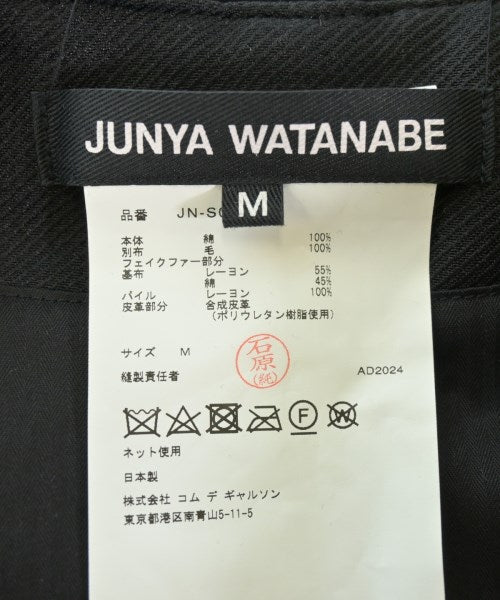 JUNYA WATANABE
M
品番 JN-S
本体 綿 100%
別布 毛 100%
フェイクファー部分
基布 レーヨン 55%
綿 45%
パイル レーヨン 100%
皮革部分 合成皮革
(ポリウレタン樹脂使用)
サイズ M
石原
(純)
縫製責任者 AD2024
F W
ネット使用
日本製
株式会社 コム デ ギャルソン
東京都港区南青山5-11-5